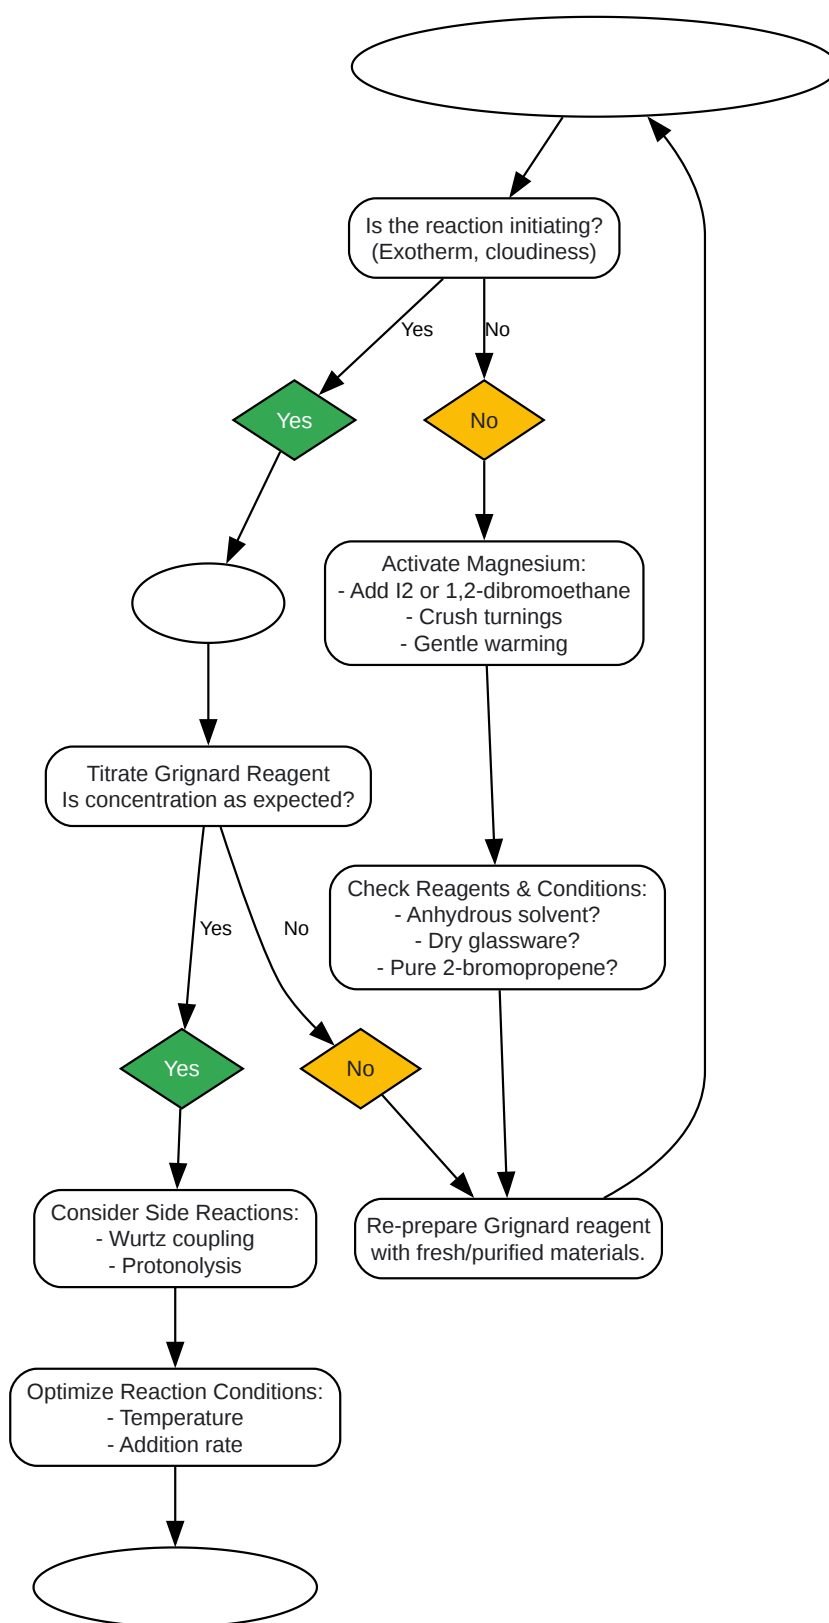 Is the reaction initiating?
(Exotherm, cloudiness)
Yes
No
Yes
No
Activate Magnesium:
- Add I2 or 1,2-dibromoethane
- Crush turnings
- Gentle warming
Titrate Grignard Reagent
Is concentration as expected?
Check Reagents & Conditions:
- Anhydrous solvent?
- Dry glassware?
- Pure 2-bromopropene?
Yes
No
Yes
No
Consider Side Reactions:
- Wurtz coupling
- Protonolysis
Re-prepare Grignard reagent
with fresh/purified materials.
Optimize Reaction Conditions:
- Temperature
- Addition rate